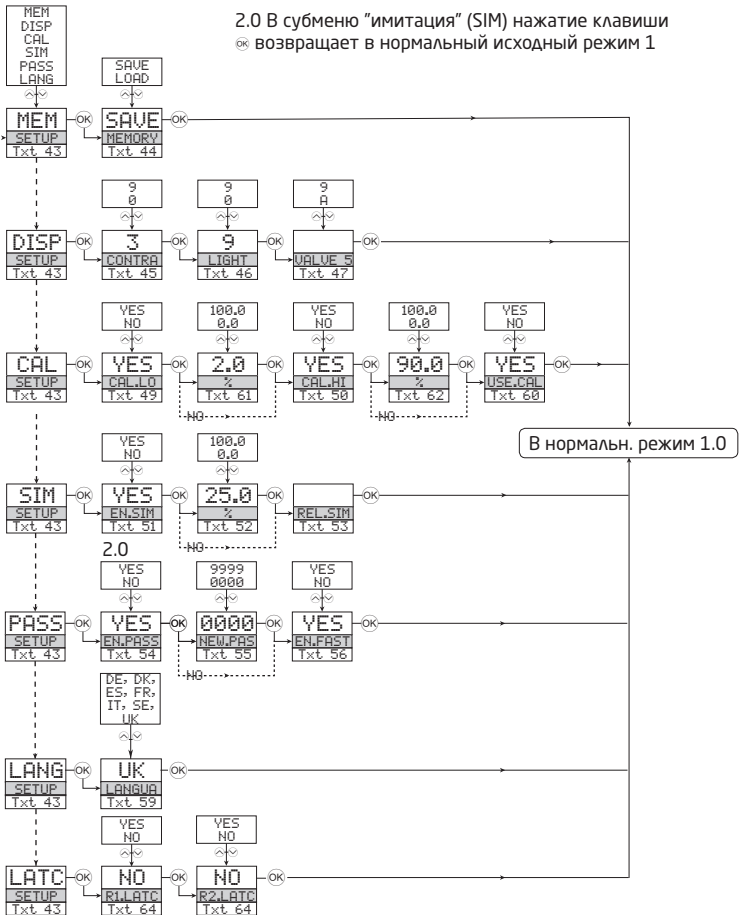 2.0 В субменю "имитация" (SIM) нажатие клавиши
OK возвращает в нормальный исходный режим 1
MEM
DISP
CAL
SIM
PASS
LANG
SAVE
LOAD
MEM OK SAVE OK
SETUP MEMORY
Txt 43 Txt 44
9 9 9
0 0 A
DISP OK 3 OK 9 OK OK
SETUP CONTRA LIGHT VALVE 5
Txt 43 Txt 45 Txt 46 Txt 47
YES 100.0 YES 100.0 YES
NO 0.0 NO 0.0 NO
CAL OK YES OK 2.0 OK YES OK 90.0 OK YES OK
SETUP CAL.LO % CAL.HI % USE.CAL
Txt 43 Txt 49 Txt 61 Txt 50 Txt 62 Txt 60
NO NO
В нормальн. режим 1.0
YES 100.0
NO 0.0
SIM OK YES OK 25.0 OK OK
SETUP EN.SIM % REL.SIM
Txt 43 Txt 51 Txt 52 Txt 53
NO
2.0
YES 9999 YES
NO 0000 NO
PASS OK YES OK 0000 OK YES OK
SETUP EN.PASS NEW.PAS EN.FAST
Txt 43 Txt 54 Txt 55 Txt 56
NO
DE, DK,
ES, FR,
IT, SE,
UK
LANG OK UK OK
SETUP LANGUA
Txt 43 Txt 59
YES YES
NO NO
LATC OK NO OK NO OK
SETUP R1.LATC R2.LATC
Txt 43 Txt 64 Txt 64